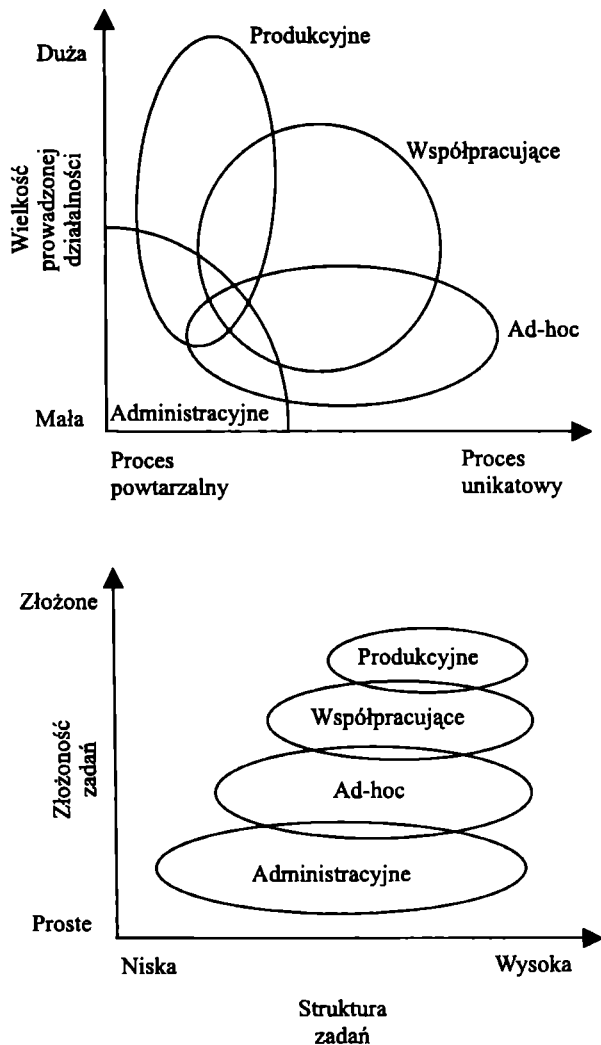 Produkcyjne
Duża
Współpracujące
Wielkość
prowadzonej
działalności
Ad-hoc
Administracyjne
Mała
Proces
powtarzalny
Proces
unikatowy
Złożone
Produkcyjne
Współpracujące
Złożoność
zadań
Ad-hoc
Administracyjne
Proste
Niska
Wysoka
Struktura
zadań